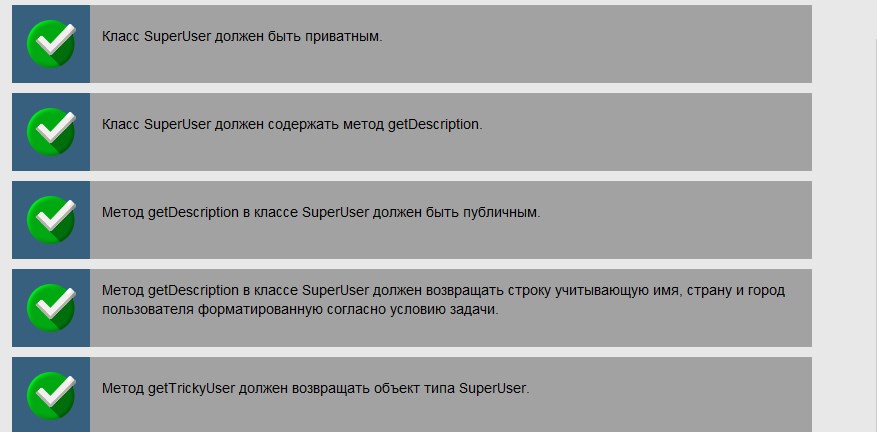 Класс SuperUser должен быть приватным.
Класс SuperUser должен содержать метод getDescription.
Метод getDescription в классе SuperUser должен быть публичным.
Метод getDescription в классе SuperUser должен возвращать строку учитывающую имя, страну и город
пользователя форматированную согласно условию задачи.
Метод getTrickyUser должен возвращать объект типа SuperUser.